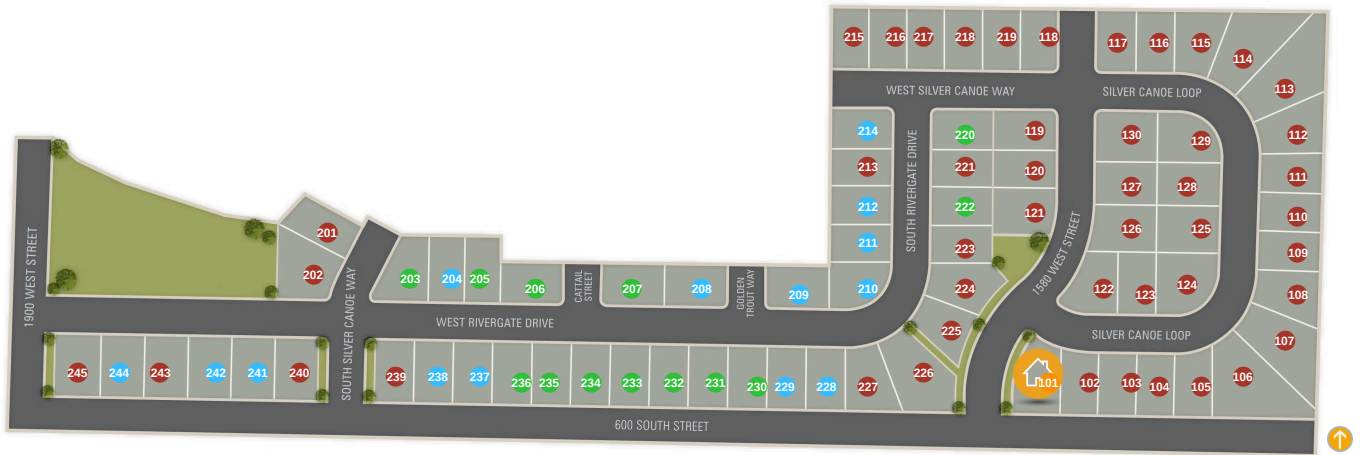 215 216 217 218 219 118 117 116 115
114
113
WEST SILVER CANOE WAY SILVER CANOE LOOP
214 220 119 130 129 112
213 221 120
127 128 111
212 222 121
110
126 125
211 223
109
SOUTH RIVERGATE DRIVE
1580 WEST STREET
201
202
203 204 205 206 207 208 209 210 224 122 123 124 108
CATTAIL
STREET
GOLDEN
TROUT WAY
1900 WEST STREET
SOUTH SILVER CANOE WAY
WEST RIVERGATE DRIVE
225
SILVER CANOE LOOP
107
245 244 243 242 241 240 239 238 237 236 235 234 233 232 231 230 229 228 227 226 101 102 103 104 105 106
600 SOUTH STREET